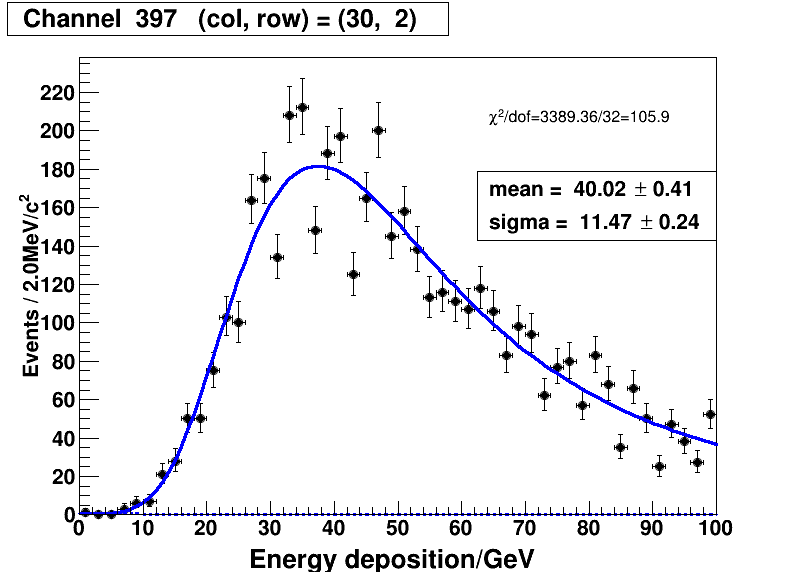 Channel 397 (col, row) = (30, 2)
χ²/dof=3389.36/32=105.9
mean = 40.02 ± 0.41
sigma = 11.47 ± 0.24
Events / 2.0MeV/c²
220
200
180
160
140
120
100
80
60
40
20
0
0 10 20 30 40 50 60 70 80 90 100
Energy deposition/GeV